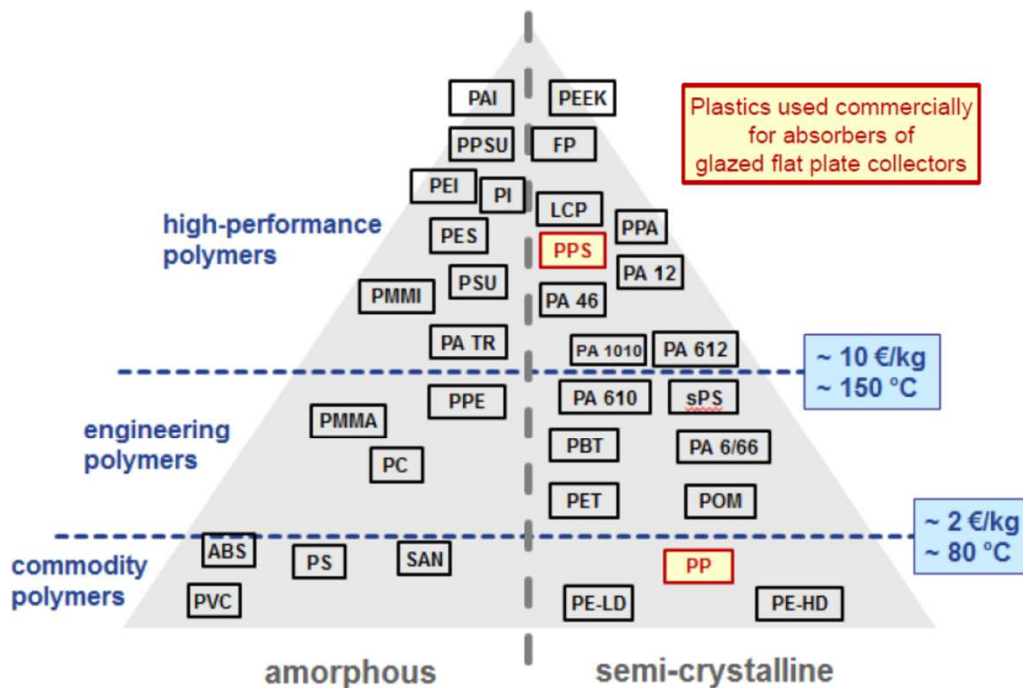 PAI
PEEK
Plastics used commercially
for absorbers of
glazed flat plate collectors
PPSU
FP
PEI
PI
LCP
PPA
high-performance
polymers
PES
PPS
PA 12
PSU
PMMI
PA 46
PA TR
PA 1010
PA 612
~ 10 €/kg
~ 150 °C
PPE
PA 610
sPS
PMMA
engineering
polymers
PC
PBT
PA 6/66
PET
POM
~ 2 €/kg
~ 80 °C
ABS
PS
SAN
PP
commodity
polymers
PVC
PE-LD
PE-HD
amorphous
semi-crystalline